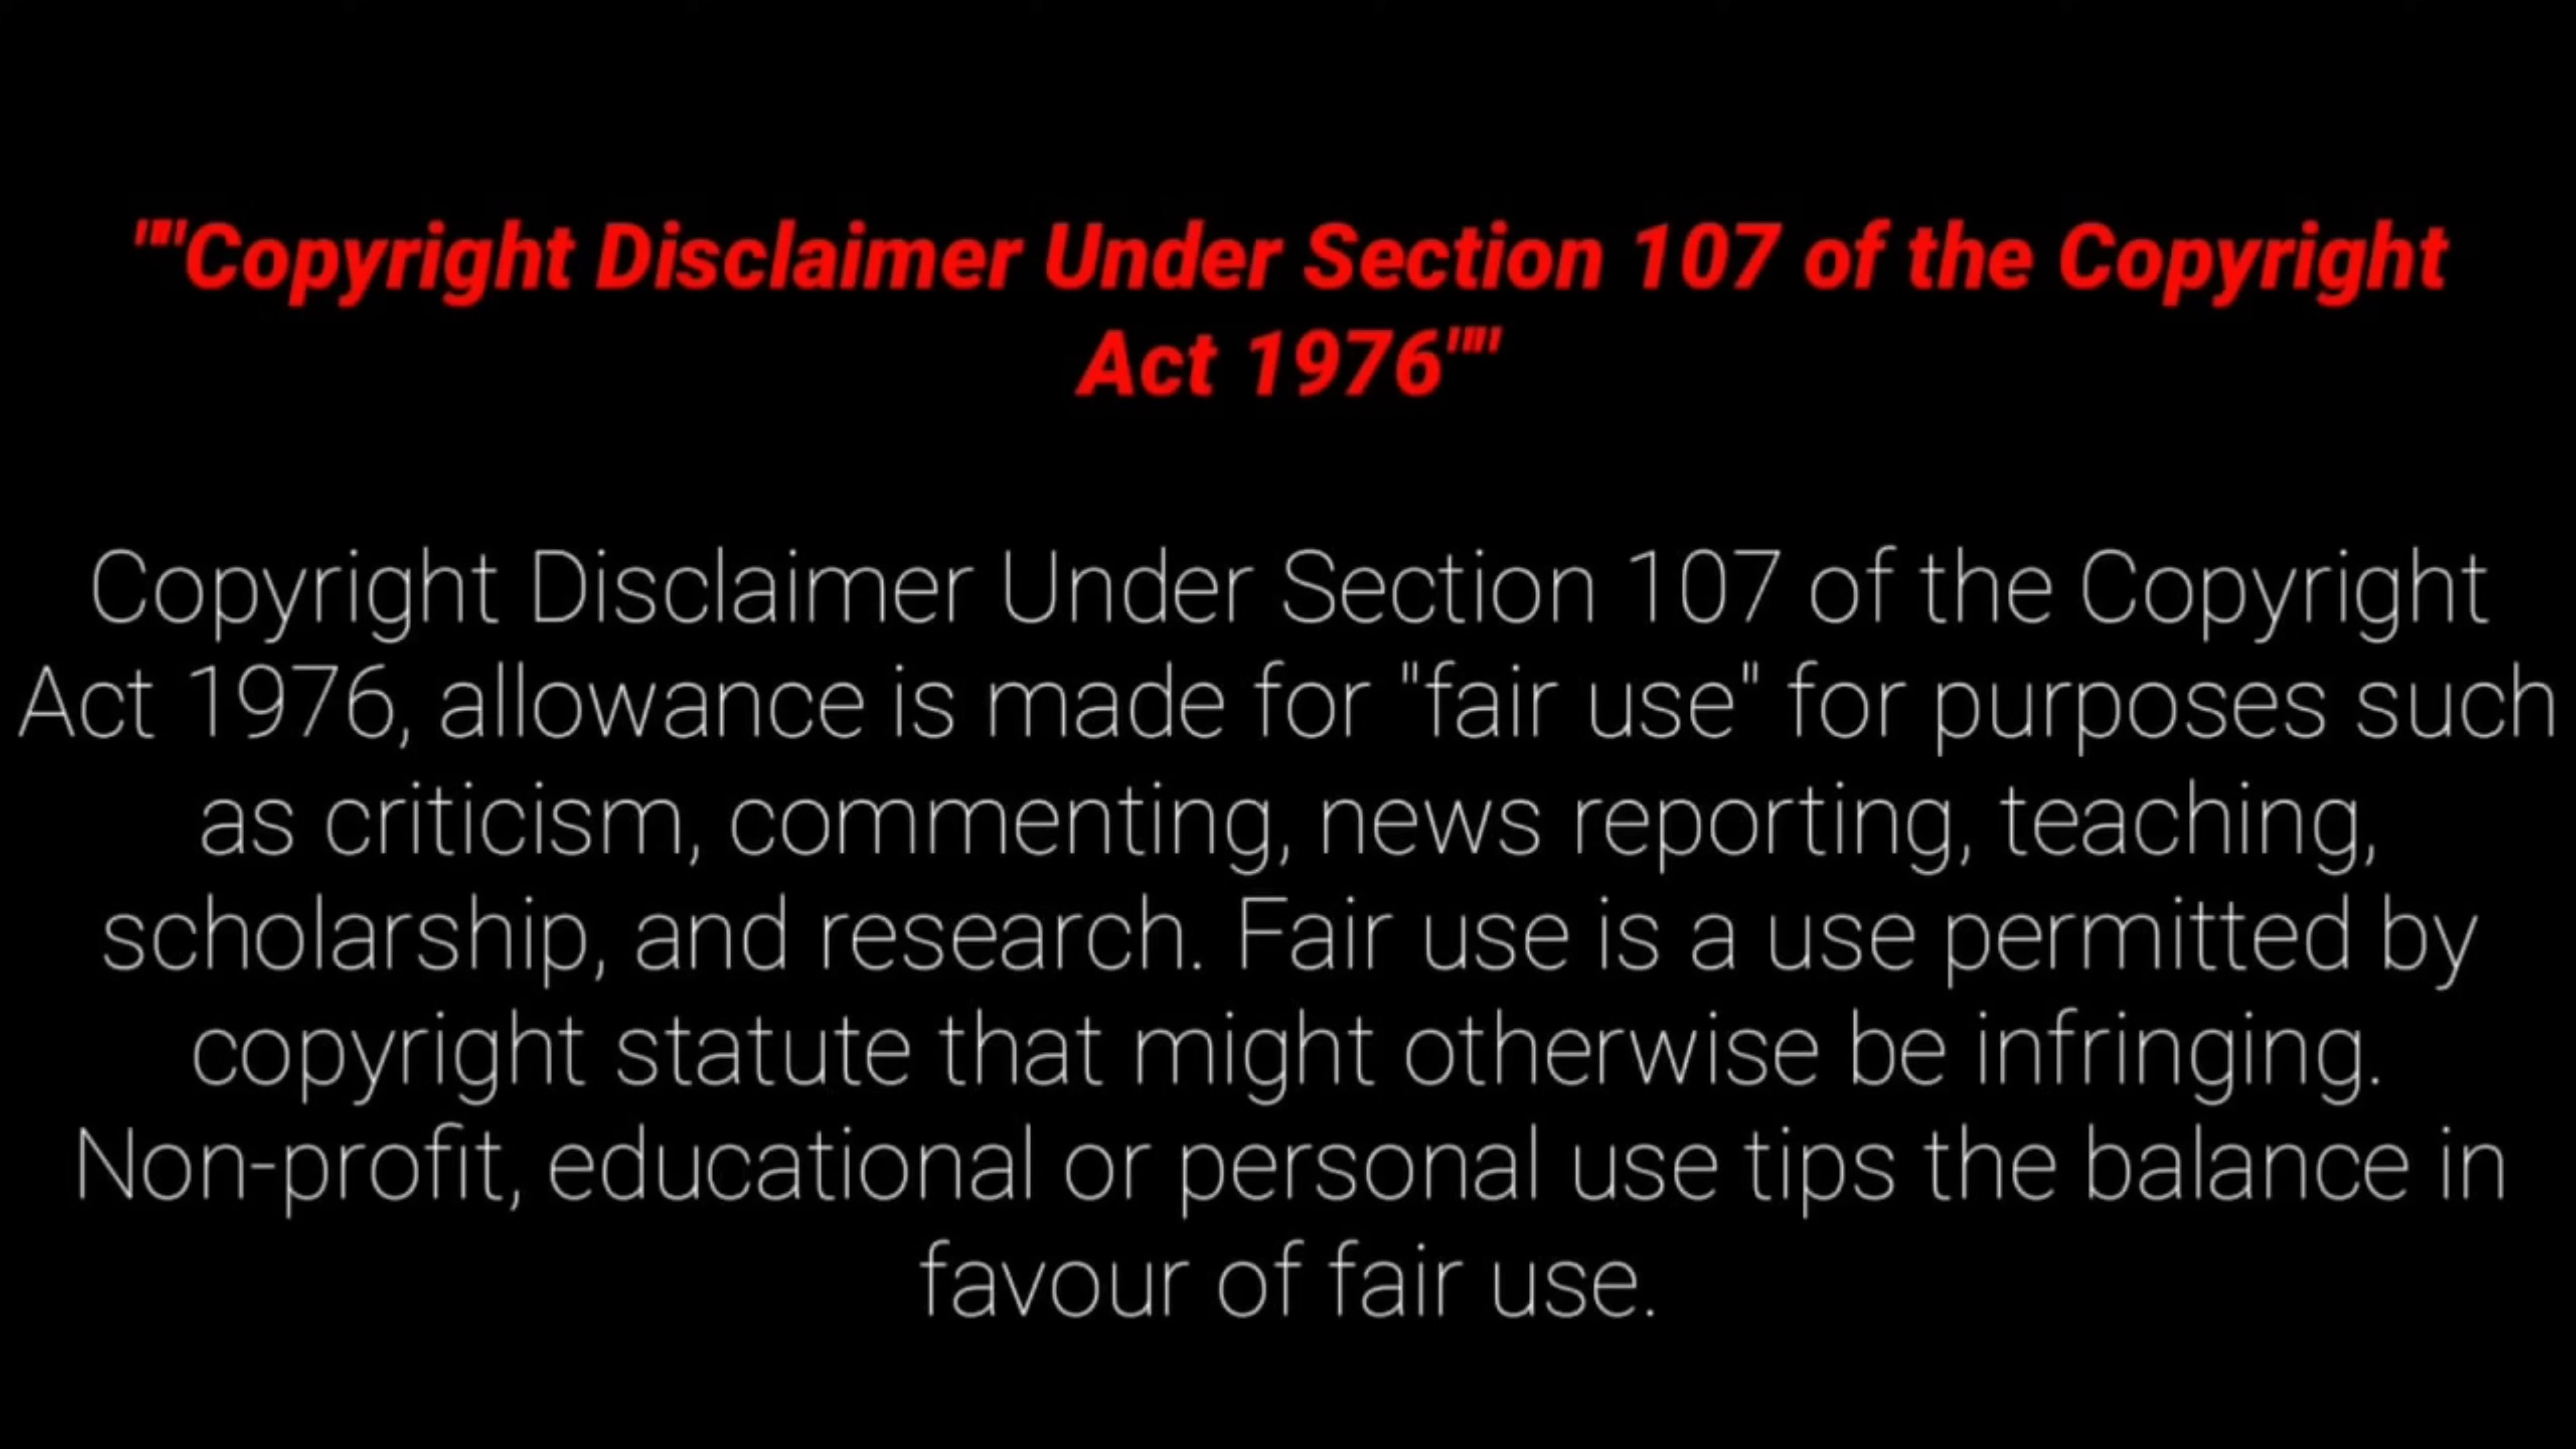 ""Copyright Disclaimer Under Section 107 of the Copyright
Act 1976""
Copyright Disclaimer Under Section 107 of the Copyright
Act 1976, allowance is made for "fair use" for purposes such
as criticism, commenting, news reporting, teaching,
scholarship, and research. Fair use is a use permitted by
copyright statute that might otherwise be infringing.
Non-profit, educational or personal use tips the balance in
favour of fair use.